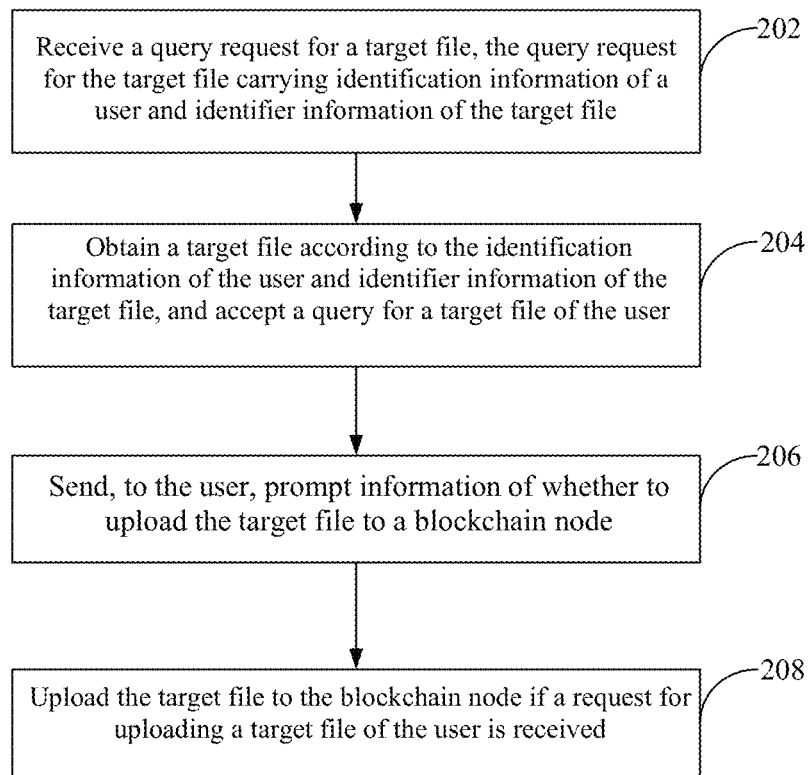 Receive a query request for a target file, the query request
for the target file carrying identification information of a
user and identifier information of the target file
202
Obtain a target file according to the identification
information of the user and identifier information of the
target file, and accept a query for a target file of the user
204
Send, to the user, prompt information of whether to
upload the target file to a blockchain node
206
Upload the target file to the blockchain node if a request for
uploading a target file of the user is received
208